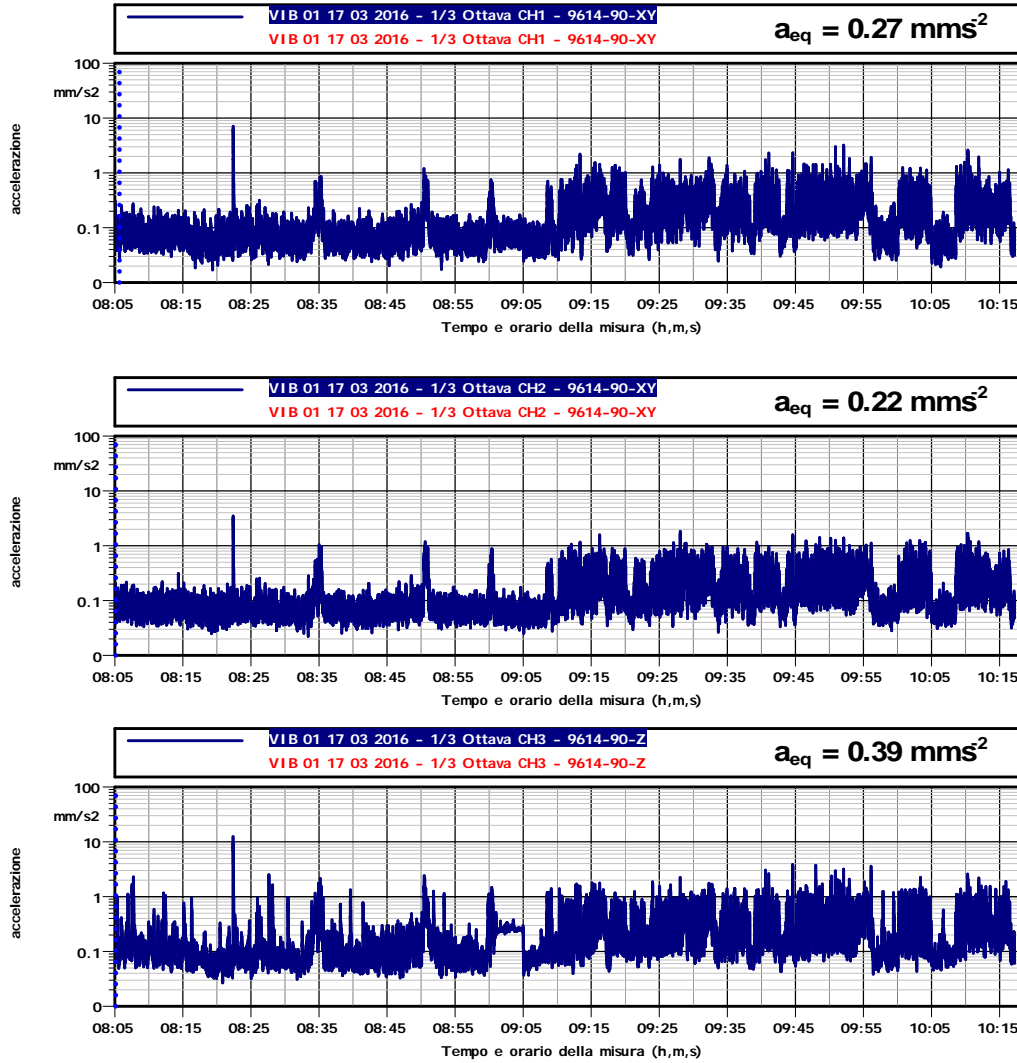 VIB 01 17 03 2016 - 1/3 Ottava CH1 - 9614-90-XY
VIB 01 17 03 2016 - 1/3 Ottava CH1 - 9614-90-XY
aeq = 0.27 mms-2
100
mm/s2
10
1
0.1
0
accelerazione
08:05 08:15 08:25 08:35 08:45 08:55 09:05 09:15 09:25 09:35 09:45 09:55 10:05 10:15
Tempo e orario della misura (h,m,s)
VIB 01 17 03 2016 - 1/3 Ottava CH2 - 9614-90-XY
VIB 01 17 03 2016 - 1/3 Ottava CH2 - 9614-90-XY
aeq = 0.22 mms-2
100
mm/s2
10
1
0.1
0
accelerazione
08:05 08:15 08:25 08:35 08:45 08:55 09:05 09:15 09:25 09:35 09:45 09:55 10:05 10:15
Tempo e orario della misura (h,m,s)
VIB 01 17 03 2016 - 1/3 Ottava CH3 - 9614-90-Z
VIB 01 17 03 2016 - 1/3 Ottava CH3 - 9614-90-Z
aeq = 0.39 mms-2
100
mm/s2
10
1
0.1
0
accelerazione
08:05 08:15 08:25 08:35 08:45 08:55 09:05 09:15 09:25 09:35 09:45 09:55 10:05 10:15
Tempo e orario della misura (h,m,s)